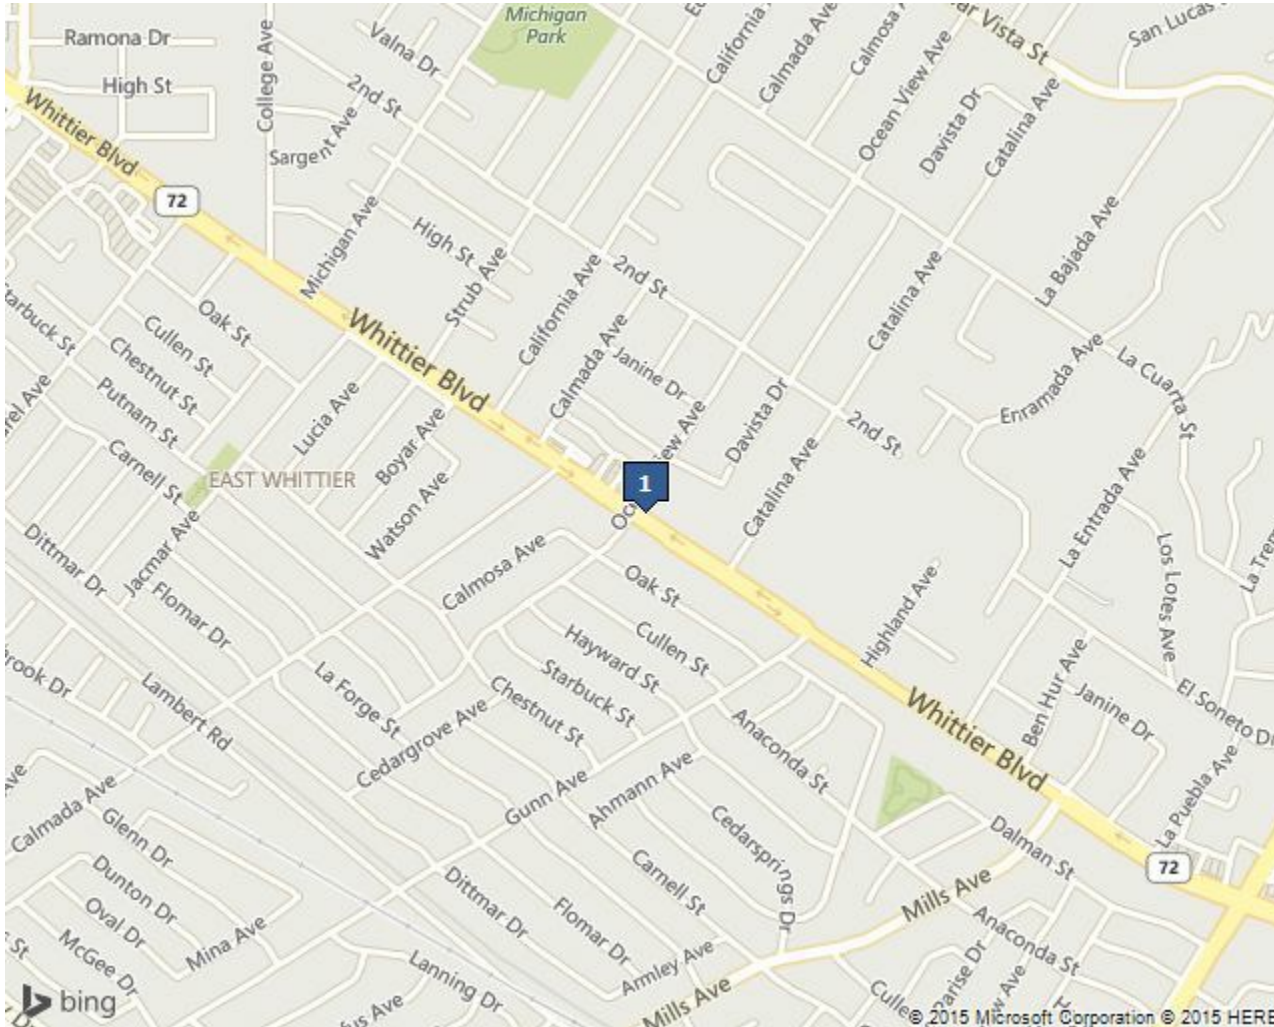 Michigan
Park
Ramona Dr
High St
College Ave
Valna Dr
2nd St
Sargent Ave
Whittier Blvd
72
California
Calmada Ave
Calmosa
Ocean View Ave
Vista St
San Lucas
Davista Dr
Catalina Ave
Michigan Ave
High St
Strub Ave
California Ave
2nd St
Catalina Ave
La Bajada Ave
Starbuck St
Oak St
Cullen St
Chestnut St
Putnam St
Carnell St
Whittier Blvd
Calmada Ave
Janine Dr
View Ave
Davista Dr
Catalina Ave
2nd St
Enramada Ave
La Cuarta St
Lucia Ave
Boyar Ave
Watson Ave
EAST WHITTIER
1
Jacmar Ave
Dittmar Dr
Flomar Dr
Calmosa Ave
Oak St
Cullen St
Hayward St
Starbuck St
Chestnut St
Highland Ave
La Entrada Ave
Los Lotes Ave
La Forge St
Lambert Rd
Cedargrove Ave
Gunn Ave
Ahmann Ave
Anaconda St
Whittier Blvd
Ben Hur Ave
Janine Dr
El Soneto Dr
La Puebla Ave
Calmada Ave
Glenn Dr
Dunton Dr
Oval Dr
McGee Dr
Mina Ave
Cedarsprings Dr
Carnell St
Dittmar Dr
Flomar Dr
Armley Ave
Lanning Dr
Mills Ave
Mills Ave
Dalman St
72
Anaconda St
bing
© 2015 Microsoft Corporation © 2015 HERE